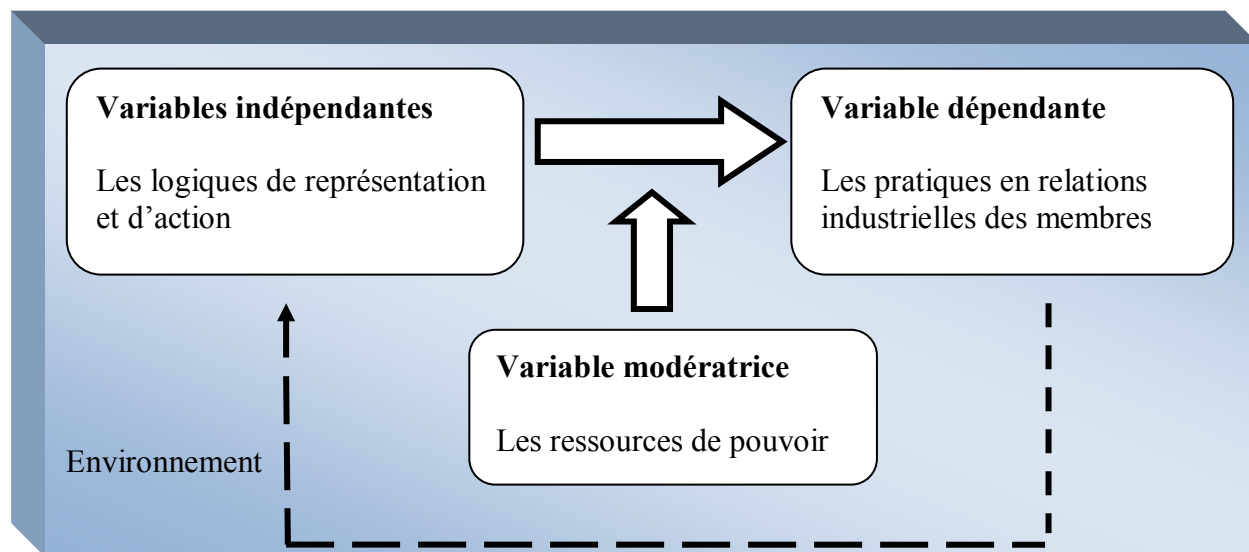 Variables indépendantes
Les logiques de représentation
et d’action
Variable dépendante
Les pratiques en relations
industrielles des membres
Variable modératrice
Les ressources de pouvoir
Environnement